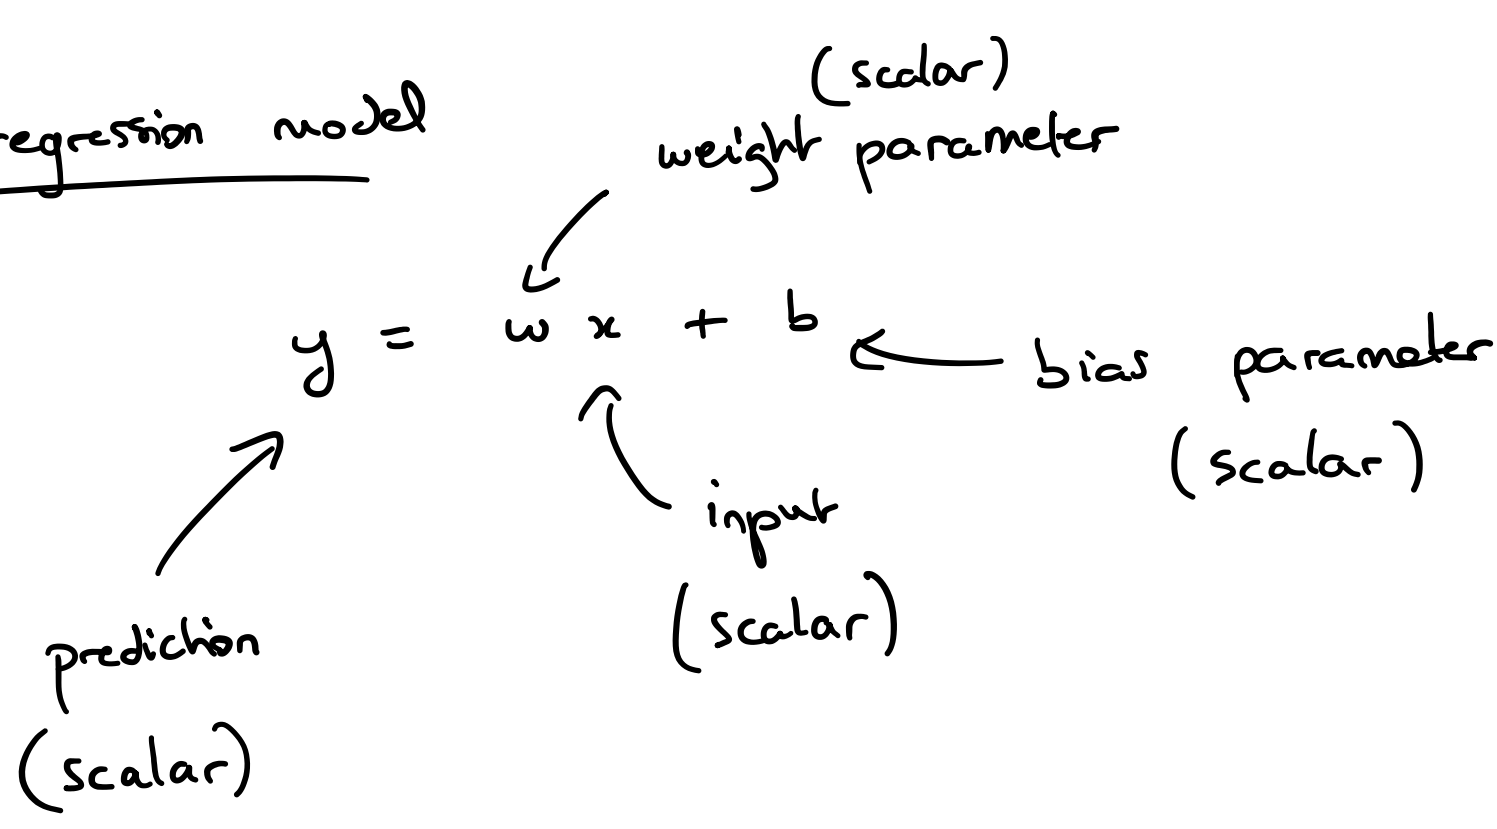 regression model
(scalar)
weight parameter
y = w x + b
bias parameter
(scalar)
input
(scalar)
prediction
(scalar)